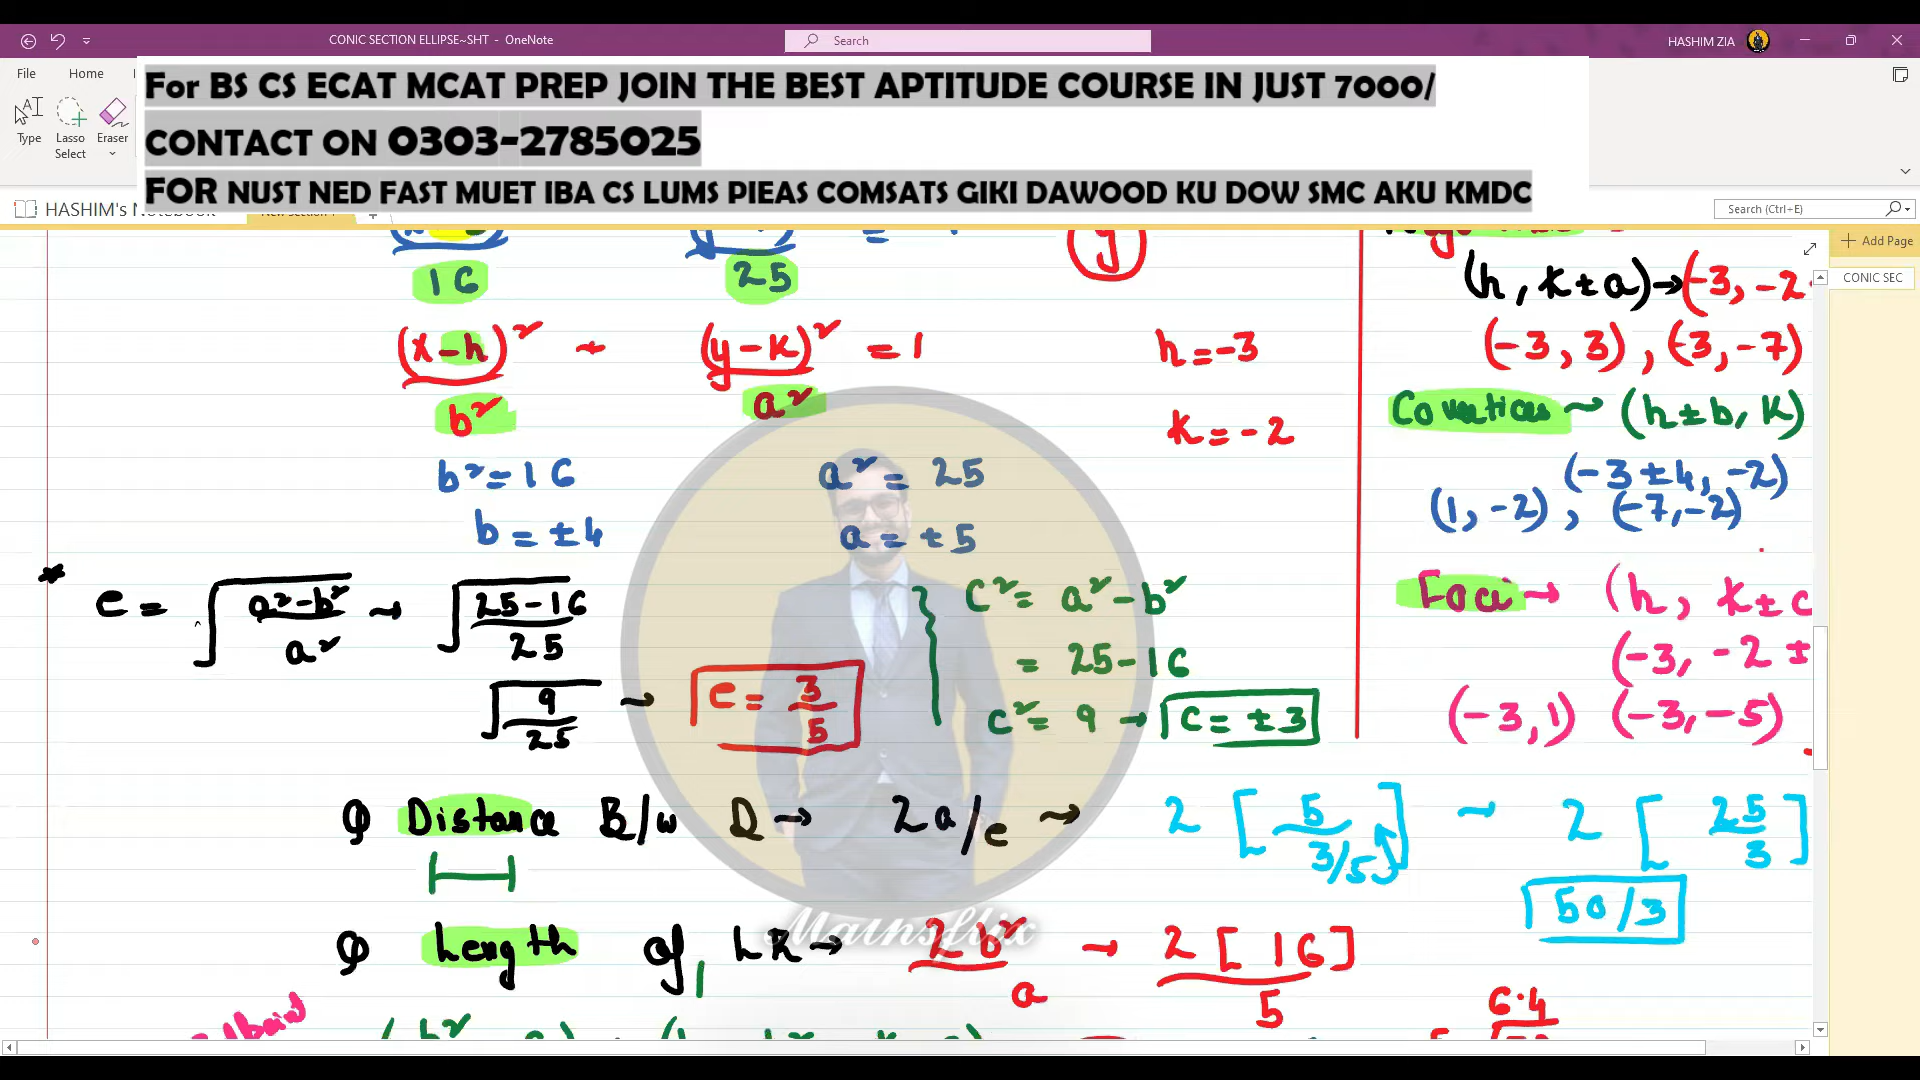 CONIC SECTION ELLIPSE~SHT - OneNote
Search
HASHIM ZIA
File Home
Type
Lasso Select
Eraser
For BS CS ECAT MCAT PREP JOIN THE BEST APTITUDE COURSE IN JUST 7000/
CONTACT ON 0303-2785025
FOR NUST NED FAST MUET IBA CS LUMS PIEAS COMSATS GIKI DAWOOD KU DOW SMC AKU KMDC
HASHIM's Notebook
Search (Ctrl+E)
Add Page
CONIC SEC
16 25 y
(x-h)² + (y-k)² = 1
b² a²
h = -3
k = -2
b² = 16 a² = 25
b = ±4 a = ±5
e = √(a²-b²)/a² → √(25-16)/25
√9/25 → e = 3/5
c² = a²-b²
= 25-16
c² = 9 → c = ±3
(h, k±a) → (-3, -2
(-3, 3), (3, -7)
Covertices ~ (h±b, k)
(-3±4, -2)
(1, -2), (-7, -2)
Foci → (h, k±c
(-3, -2 ±
(-3, 1) (-3, -5)
Distance B/w D → 2a/e → 2 [5/3/5] ~ 2 [25/3]
50/3
Length of LR → 2b²/a → 2[16]/5
6.4
Mathsflix